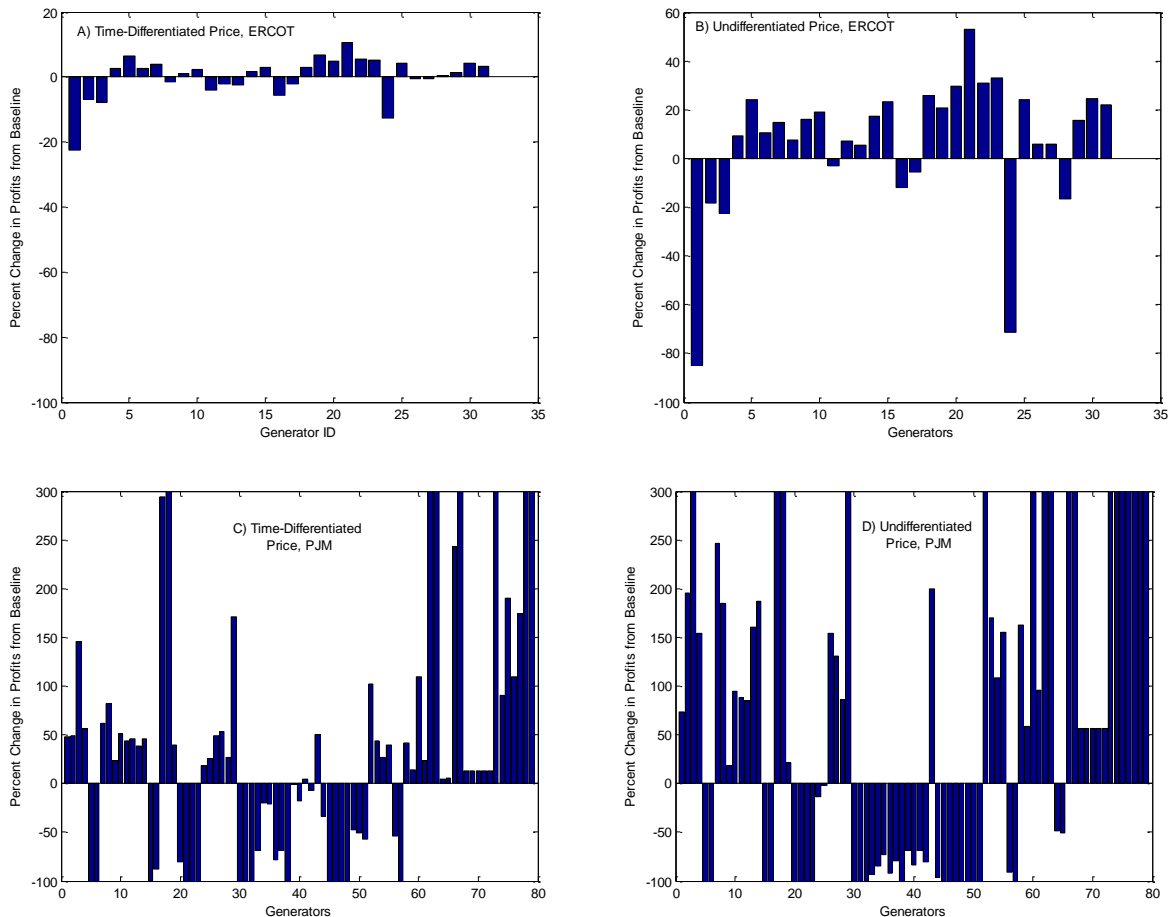 A) Time-Differentiated Price, ERCOT
Percent Change in Profits from Baseline
20
0
-20
-40
-60
-80
-100
0 5 10 15 20 25 30 35
Generator ID
B) Undifferentiated Price, ERCOT
Percent Change in Profits from Baseline
60
40
20
0
-20
-40
-60
-80
-100
0 5 10 15 20 25 30 35
Generators
C) Time-Differentiated
Price, PJM
Percent Change in Profits from Baseline
300
250
200
150
100
50
0
-50
-100
0 10 20 30 40 50 60 70 80
Generators
D) Undifferentiated
Price, PJM
Percent Change in Profits from Baseline
300
250
200
150
100
50
0
-50
-100
0 10 20 30 40 50 60 70 80
Generators